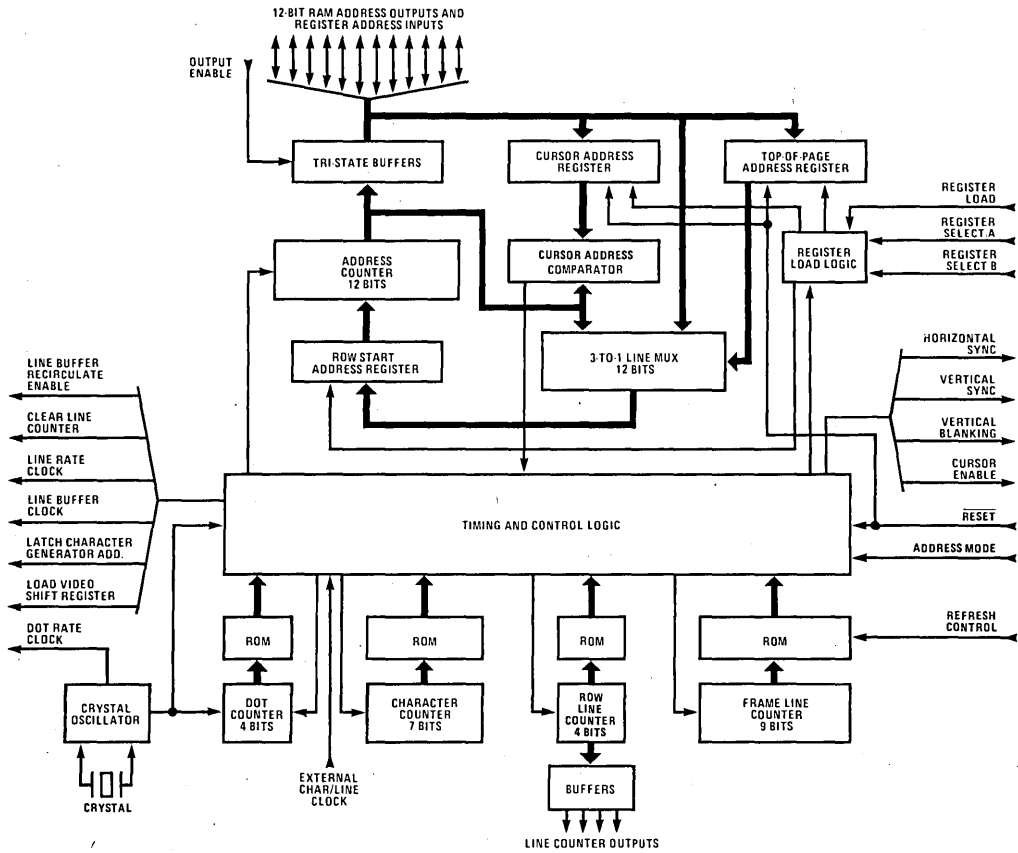 12-BIT RAM ADDRESS OUTPUTS AND
REGISTER ADDRESS INPUTS
OUTPUT
ENABLE
TRI-STATE BUFFERS
CURSOR ADDRESS
REGISTER
TOP-OF-PAGE
ADDRESS REGISTER
REGISTER
LOAD
REGISTER
SELECT A
REGISTER
SELECT B
REGISTER
LOAD LOGIC
ADDRESS
COUNTER
12 BITS
CURSOR ADDRESS
COMPARATOR
ROW START
ADDRESS REGISTER
3-TO-1 LINE MUX
12 BITS
LINE BUFFER
RECIRCULATE
ENABLE
CLEAR LINE
COUNTER
LINE RATE
CLOCK
LINE BUFFER
CLOCK
LATCH CHARACTER
GENERATOR ADD.
LOAD VIDEO
SHIFT REGISTER
DOT RATE
CLOCK
HORIZONTAL
SYNC
VERTICAL
SYNC
VERTICAL
BLANKING
CURSOR
ENABLE
RESET
ADDRESS MODE
REFRESH
CONTROL
TIMING AND CONTROL LOGIC
ROM
ROM
ROM
ROM
CRYSTAL
OSCILLATOR
DOT
COUNTER
4 BITS
CHARACTER
COUNTER
7 BITS
ROW
LINE
COUNTER
4 BITS
FRAME LINE
COUNTER
9 BITS
CRYSTAL
EXTERNAL
CHAR/LINE
CLOCK
BUFFERS
LINE COUNTER OUTPUTS